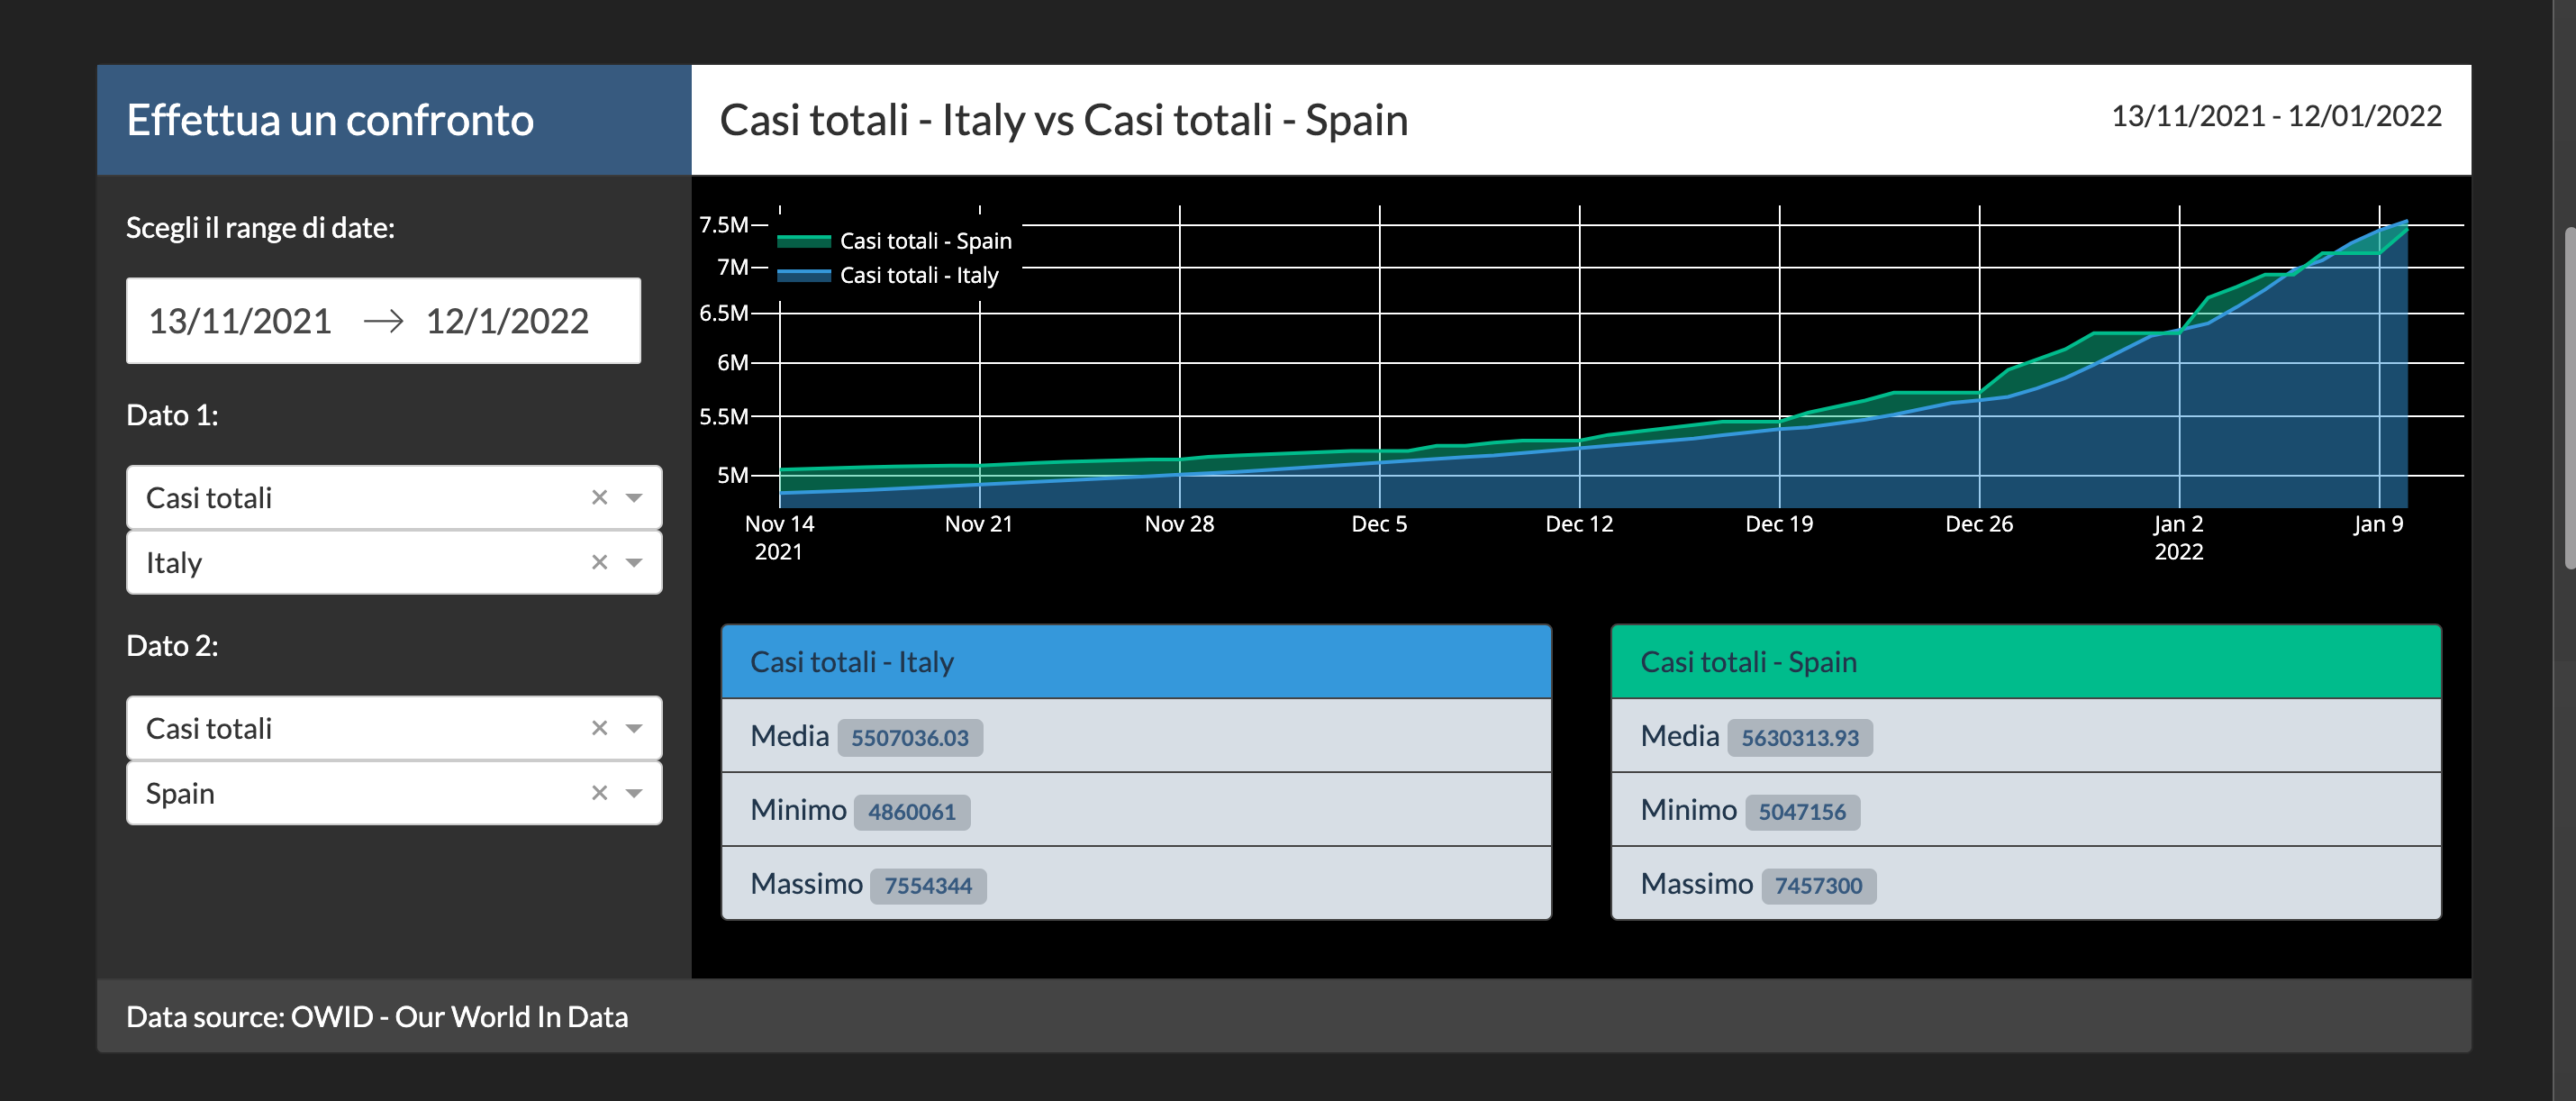 Effettua un confronto
Scegli il range di date:
13/11/2021 → 12/1/2022
Dato 1:
Casi totali
Italy
Dato 2:
Casi totali
Spain
Casi totali - Italy vs Casi totali - Spain
13/11/2021 - 12/01/2022
7.5M
7M
6.5M
6M
5.5M
5M
Casi totali - Spain
Casi totali - Italy
Nov 14 Nov 21 Nov 28 Dec 5 Dec 12 Dec 19 Dec 26 Jan 2 Jan 9
2021 2022
Casi totali - Italy
Media 5507036.03
Minimo 4860061
Massimo 7554344
Casi totali - Spain
Media 5630313.93
Minimo 5047156
Massimo 7457300
Data source: OWID - Our World In Data